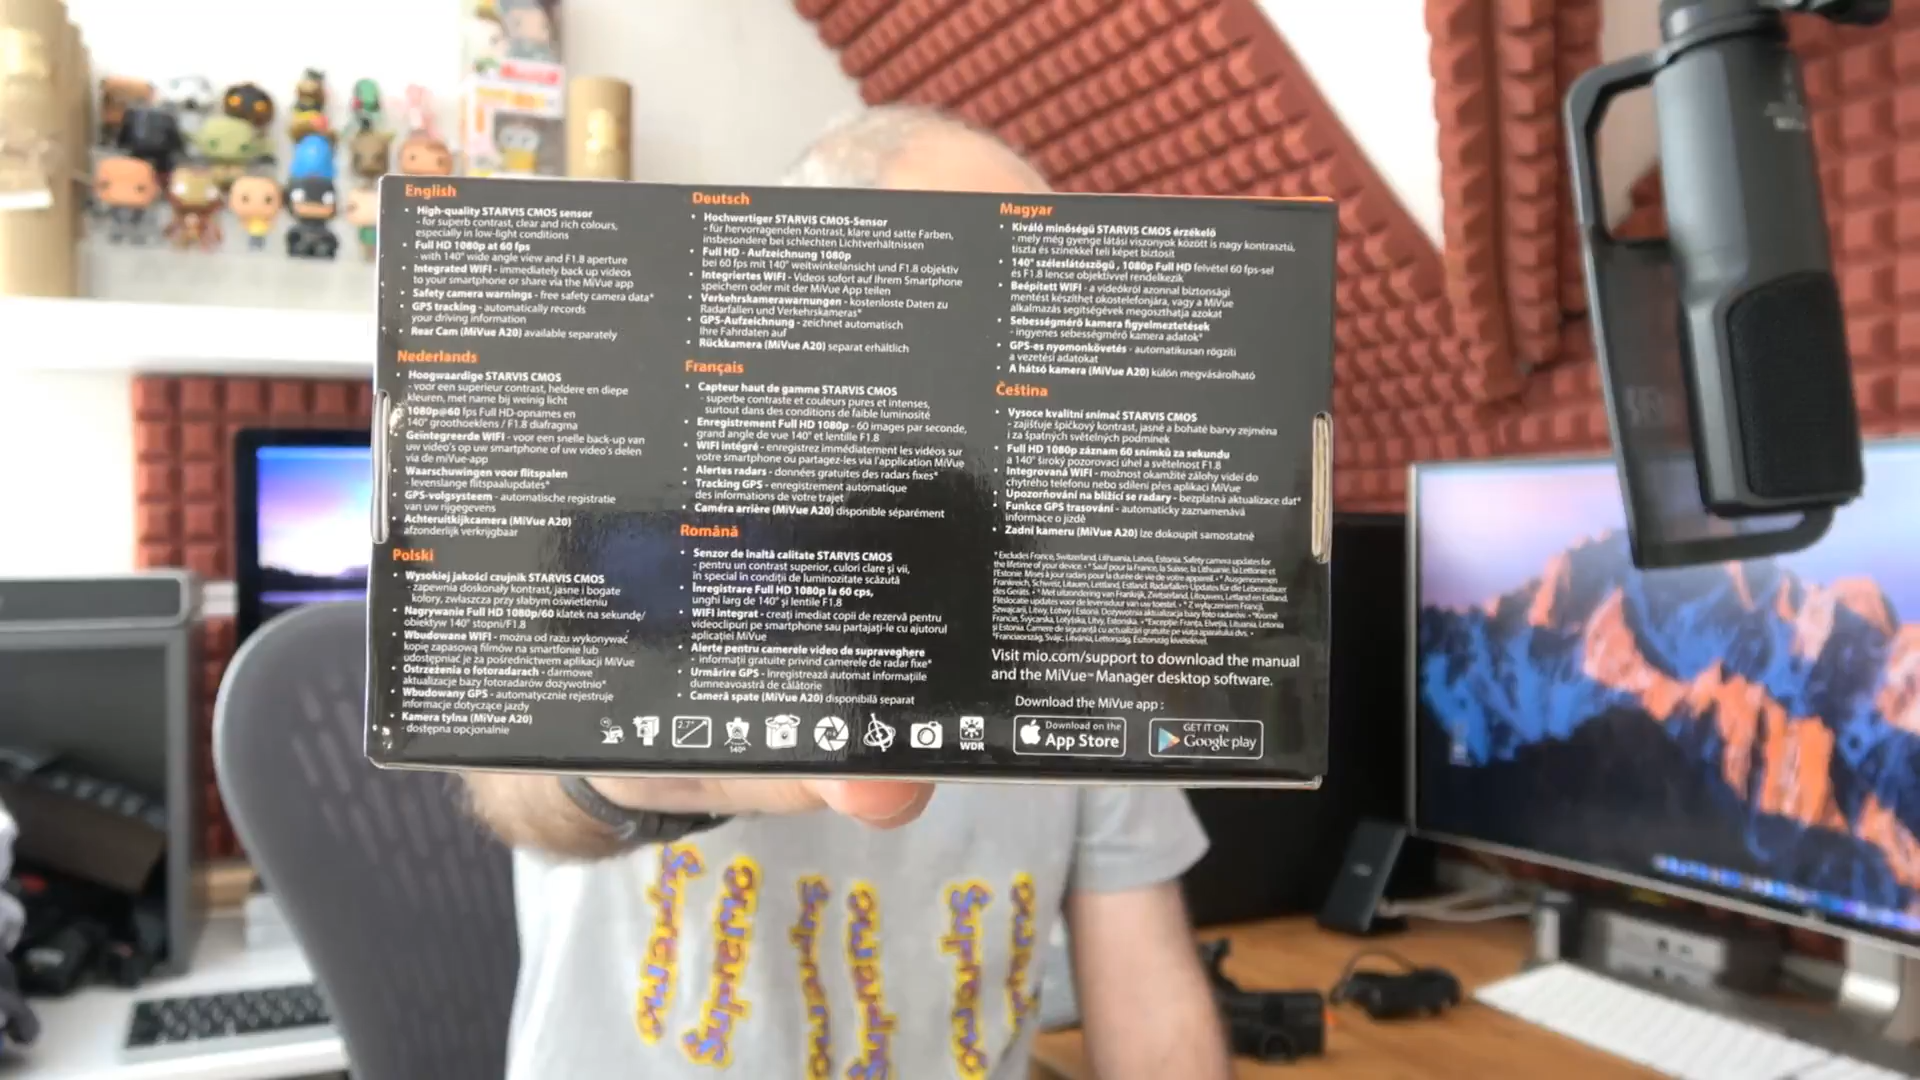 English
• High-quality STARVIS CMOS sensor
- for superb contrast, clear and rich colours,
especially in low-light conditions
• Full HD 1080p at 60 fps
- with 140° wide angle view and F1.8 aperture
• Integrated WIFI - immediately back up videos
to your smartphone or share via the MiVue app
• Safety camera warnings - free safety camera data*
• GPS tracking - automatically records
your driving information
• Rear Cam (MiVue A20) available separately
Nederlands
• Hoogwaardige STARVIS CMOS
- voor een superieur contrast, heldere en diepe
kleuren, met name bij weinig licht
• 1080p@60 fps Full HD-opnames en
140° groothoeklens / F1.8 diafragma
• Geïntegreerde WIFI - voor een snelle back-up van
uw video's op uw smartphone of uw video's delen
via de miVue-app
• Waarschuwingen voor flitspalen
- levenslange flitspaalupdates*
• GPS-volgsysteem - automatische registratie
van uw rijgegevens
• Achteruitkijkcamera (MiVue A20)
afzonderlijk verkrijgbaar
Polski
• Wysokiej jakości czujnik STARVIS CMOS
- zapewnia doskonały kontrast, jasne i bogate
kolory, zwłaszcza przy słabym oświetleniu
• Nagrywanie Full HD 1080p/60 klatek na sekundę/
obiektyw 140° stopni/F1.8
• Wbudowane WIFI - można od razu wykonywać
kopię zapasową filmów na smartfonie lub
udostępniać je za pośrednictwem aplikacji MiVue
• Ostrzeżenia o fotoradarach - darmowe
aktualizacje bazy fotoradarów dożywotnio*
• Wbudowany GPS - automatycznie rejestruje
informacje dotyczące jazdy
• Kamera tylna (MiVue A20)
- dostępna opcjonalnie
Deutsch
• Hochwertiger STARVIS CMOS-Sensor
- für hervorragenden Kontrast, klare und satte Farben,
insbesondere bei schlechten Lichtverhältnissen
• Full HD - Aufzeichnung 1080p
bei 60 fps mit 140° weitwinkelansicht und F1.8 objektiv
• Integriertes WIFI - Videos sofort auf Ihrem Smartphone
speichern oder mit der MiVue App teilen
• Verkehrskamerawarnungen - kostenloste Daten zu
Radarfallen und Verkehrskameras*
• GPS-Aufzeichnung - zeichnet automatisch
Ihre Fahrdaten auf
• Rückkamera (MiVue A20) separat erhältlich
Français
• Capteur haut de gamme STARVIS CMOS
- superbe contraste et couleurs pures et intenses,
surtout dans des conditions de faible luminosité
• Enregistrement Full HD 1080p - 60 images par seconde,
grand angle de vue 140° et lentille F1.8
• WIFI intégré - enregistrez immédiatement les vidéos sur
votre smartphone ou partagez-les via l'application MiVue
• Alertes radars - données gratuites des radars fixes*
• Tracking GPS - enregistrement automatique
des informations de votre trajet
• Caméra arrière (MiVue A20) disponible séparément
Română
• Senzor de înaltă calitate STARVIS CMOS
- pentru un contrast superior, culori clare și vii,
în special în condiții de luminozitate scăzută
• Înregistrare Full HD 1080p la 60 cps,
unghi larg de 140° și lentile F1.8
• WIFI integrat - creați imediat copii de rezervă pentru
videoclipuri pe smartphone sau partajați-le cu ajutorul
aplicației MiVue
• Alerte pentru camerele video de supraveghere
- informații gratuite privind camerele de radar fixe*
• Urmărire GPS - înregistrează automat informațiile
dumneavoastră de călătorie
• Cameră spate (MiVue A20) disponibilă separat
Magyar
• Kiváló minőségű STARVIS CMOS érzékelő
- mely még gyenge látási viszonyok között is nagy kontrasztú,
tiszta és színekkel teli képet biztosít
• 140° széleslátószögű, 1080p Full HD felvétel 60 fps-sel
és F1.8 lencse objektívvel rendelkezik
• Beépített WIFI - a videókról azonnal biztonsági
mentést készíthet okostelefonjára, vagy a MiVue
alkalmazás segítségével megoszthatja azokat
• Sebességmérő kamera figyelmeztetések
- ingyenes sebességmérő kamera adatok*
• GPS-es nyomonkövetés - automatikusan rögzíti
a vezetési adatokat
• A hátsó kamera (MiVue A20) külön megvásárolható
Čeština
• Vysoce kvalitní snímač STARVIS CMOS
- zajišťuje špičkový kontrast, jasné a bohaté barvy zejména
i za špatných světelných podmínek
• Full HD 1080p záznam 60 snímků za sekundu
a 140° široký pozorovací úhel a světelnost F1.8
• Integrovaná WIFI - možnost okamžité zálohy videí do
chytrého telefonu nebo sdílení přes aplikaci MiVue
• Upozorňování na blížící se radary - bezplatná aktualizace dat*
• Funkce GPS trasování - automaticky zaznamenává
informace o jízdě
• Zadní kameru (MiVue A20) lze dokoupit samostatně
* Excludes France, Switzerland, Lithuania, Latvia, Estonia. Safety camera updates for
the lifetime of your device.
Visit mio.com/support to download the manual
and the MiVue™ Manager desktop software.
Download the MiVue app :
2.7"
140°
WDR
Download on the
App Store
GET IT ON
Google play
Supreme